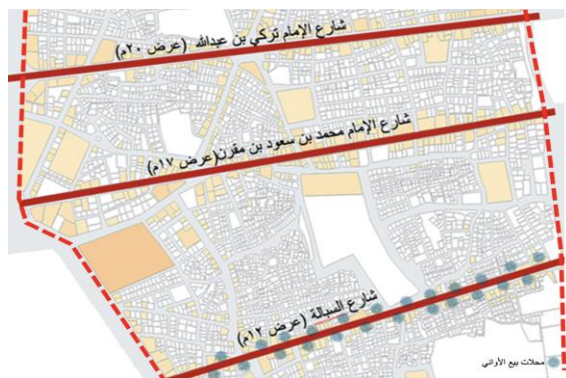 شارع الإمام تركي بن عبدالله (عرض ٢٠م)
شارع الإمام محمد بن سعود بن مقرن(عرض ١٧م)
شارع السبالة (عرض ١٢م)
محلات بيع الأواني